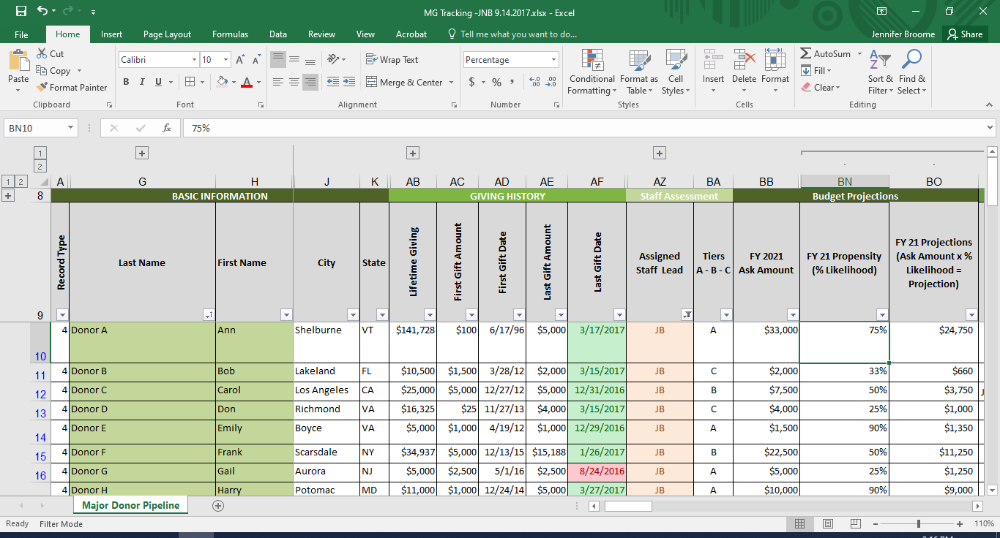 MG Tracking -JNB 9.14.2017.xlsx - Excel
File Home Insert Page Layout Formulas Data Review View Acrobat Tell me what you want to do... Jennifer Broome Share
Paste
Cut
Copy
Format Painter
Clipboard
Calibri 10
B I U A
Font
Wrap Text
Merge & Center
Alignment
Percentage
$ % ,
Number
Conditional Formatting
Format as Table
Cell Styles
Styles
Insert Delete Format
Cells
AutoSum
Fill
Clear
Sort & Filter
Find & Select
Editing
BN10 fx 75%
1
2
1 2 A G H J K AB AC AD AE AF AZ BA BB BN BO
8 BASIC INFORMATION GIVING HISTORY Staff Assessment Budget Projections
9 Record Type
Last Name
First Name
City
State
Lifetime Giving
First Gift Amount
First Gift Date
Last Gift Amount
Last Gift Date
Assigned
Staff Lead
Tiers
A - B - C
FY 2021
Ask Amount
FY 21 Propensity
(% Likelihood)
FY 21 Projections
(Ask Amount x %
Likelihood =
Projection)
10 4 Donor A Ann Shelburne VT $141,728 $100 6/17/96 $5,000 3/17/2017 JB A $33,000 75% $24,750
11 4 Donor B Bob Lakeland FL $10,500 $1,500 3/28/12 $2,000 3/15/2017 JB C $2,000 33% $660
12 4 Donor C Carol Los Angeles CA $25,000 $5,000 12/27/12 $5,000 12/31/2016 JB B $7,500 50% $3,750
13 4 Donor D Don Richmond VA $16,325 $25 11/27/13 $4,000 3/15/2017 JB C $4,000 25% $1,000
14 4 Donor E Emily Boyce VA $5,000 $1,000 4/19/12 $1,000 12/29/2016 JB A $1,500 90% $1,350
15 4 Donor F Frank Scarsdale NY $34,937 $5,000 12/13/15 $15,188 1/26/2017 JB B $22,500 50% $11,250
16 4 Donor G Gail Aurora NJ $5,000 $2,500 5/1/16 $2,500 8/24/2016 JB A $5,000 25% $1,250
4 Donor H Harry Potomac MD $11,000 $1,000 12/24/14 $5,000 3/27/2017 JB A $10,000 90% $9,000
Major Donor Pipeline
Ready Filter Mode 110%